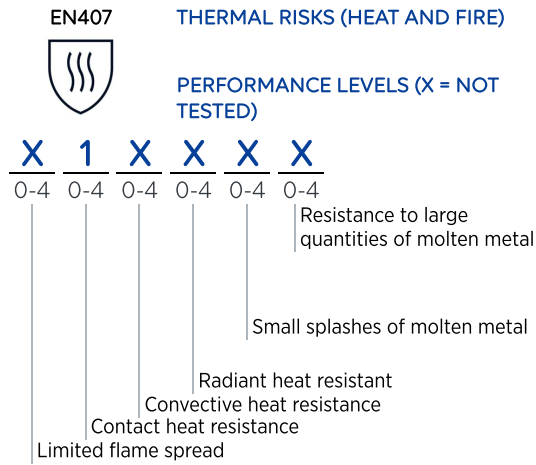 EN407
THERMAL RISKS (HEAT AND FIRE)
PERFORMANCE LEVELS (X = NOT
TESTED)
X 1 X X X X
0-4 0-4 0-4 0-4 0-4 0-4
Resistance to large
quantities of molten metal
Small splashes of molten metal
Radiant heat resistant
Convective heat resistance
Contact heat resistance
Limited flame spread